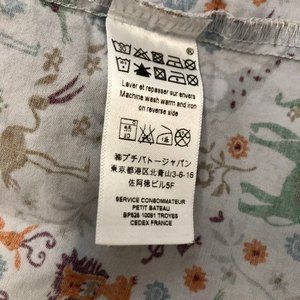 ®
Laver et repasser sur envers
Machine wash warm and iron
on reverse side
㈱プチバトージャパン
東京都港区北青山3-6-16
佐阿徳ビル5F
SERVICE CONSOMMATEUR
PETIT BATEAU
BP525 10081 TROYES
CEDEX FRANCE